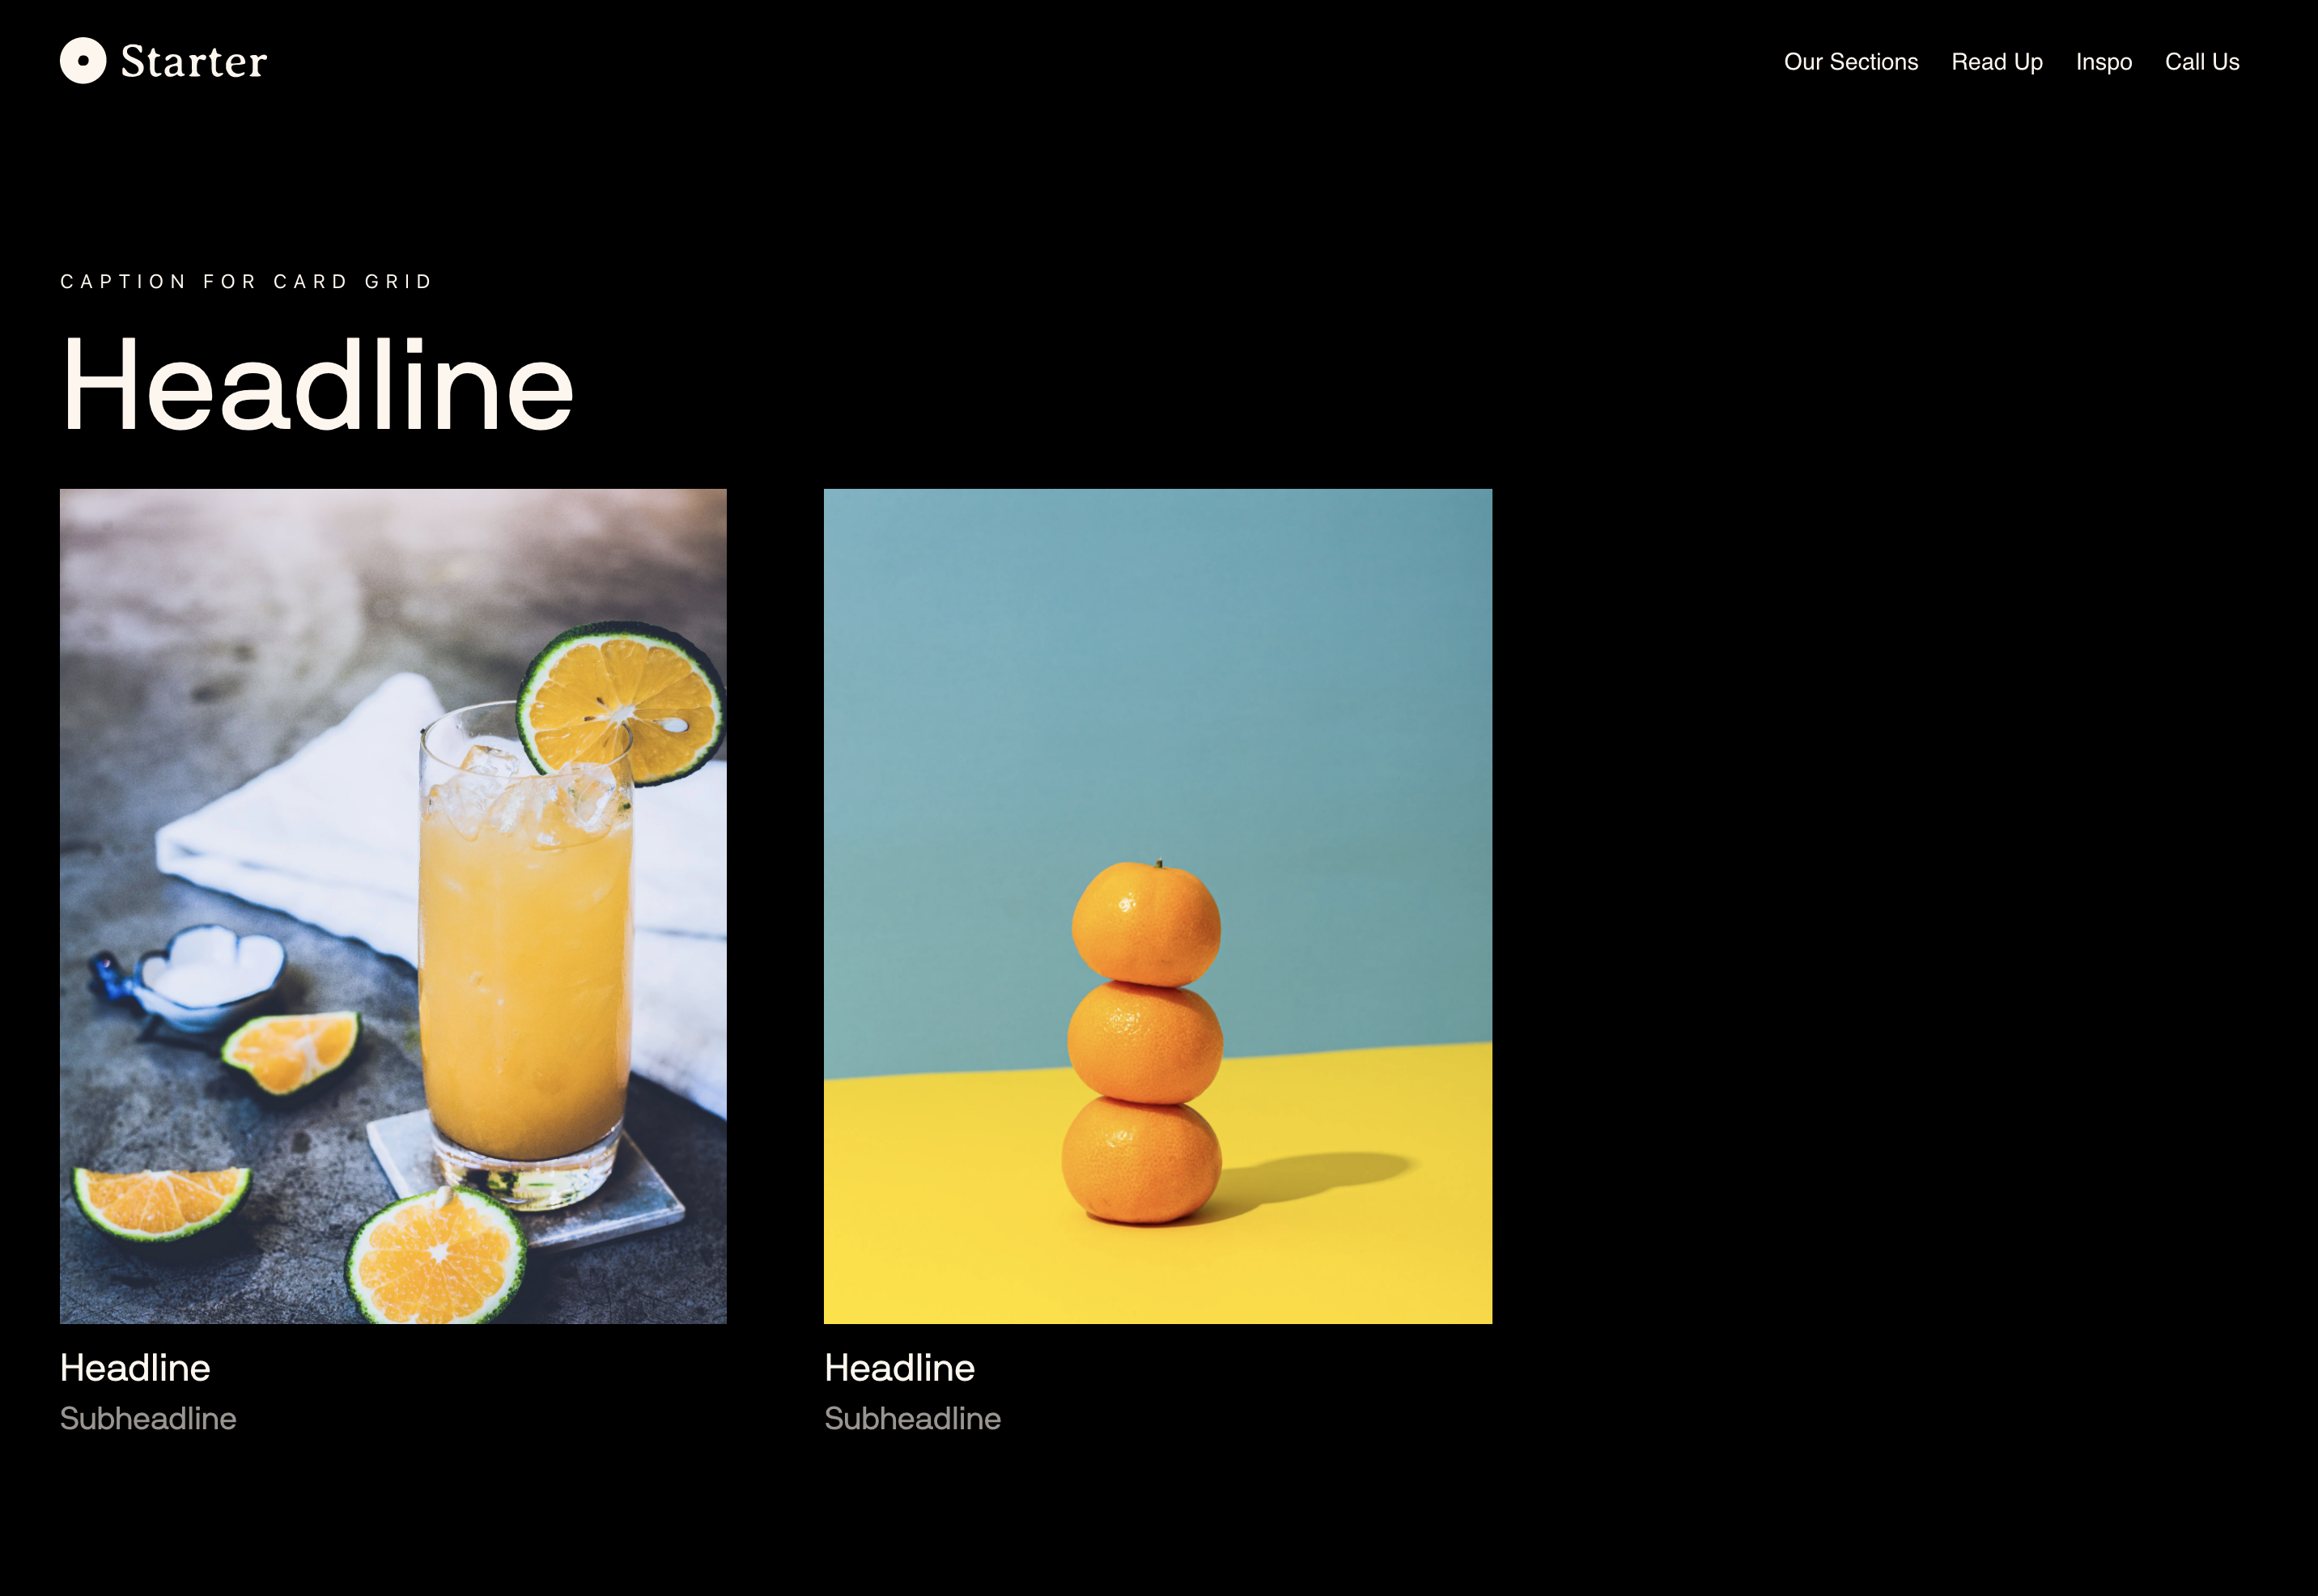 Starter
Our Sections Read Up Inspo Call Us
CAPTION FOR CARD GRID
Headline
Headline
Subheadline
Headline
Subheadline